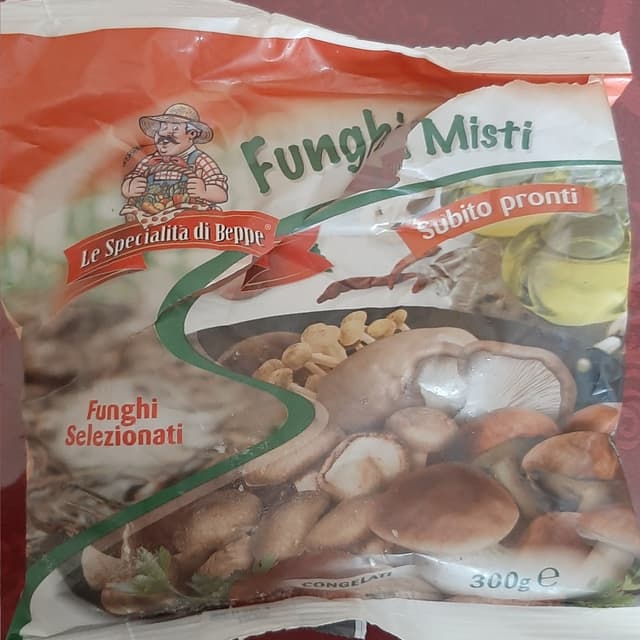 Funghi Misti
Subito pronti
Le Specialità di Beppe®
Funghi
Selezionati
CONGELATI
300g e